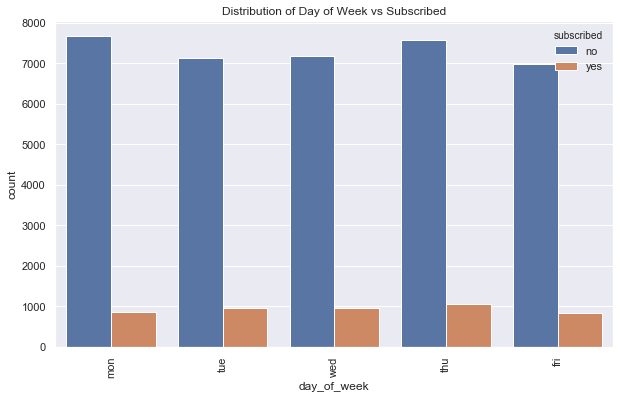 Distribution of Day of Week vs Subscribed
subscribed
no
yes
count
8000
7000
6000
5000
4000
3000
2000
1000
0
mon
tue
wed
thu
fri
day_of_week